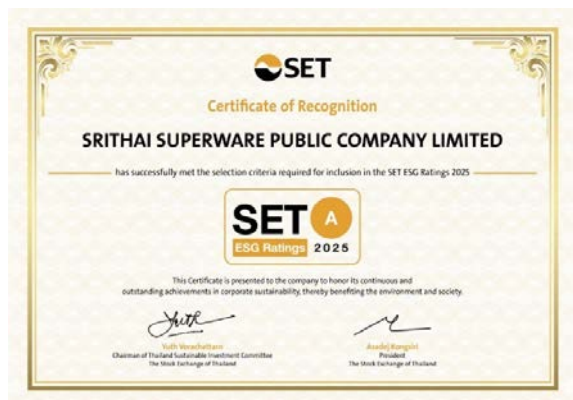 SET
Certificate of Recognition
SRITHAI SUPERWARE PUBLIC COMPANY LIMITED
has successfully met the selection criteria required for inclusion in the SET ESG Ratings 2025
SET A
ESG Ratings 2025
This Certificate is presented to the company to honor its continuous and
outstanding achievements in corporate sustainability, thereby benefiting the environment and society.
Yuth Worachattarn Asadej Kongsiri
Chairman of Thailand Sustainable Investment Committee President
The Stock Exchange of Thailand The Stock Exchange of Thailand